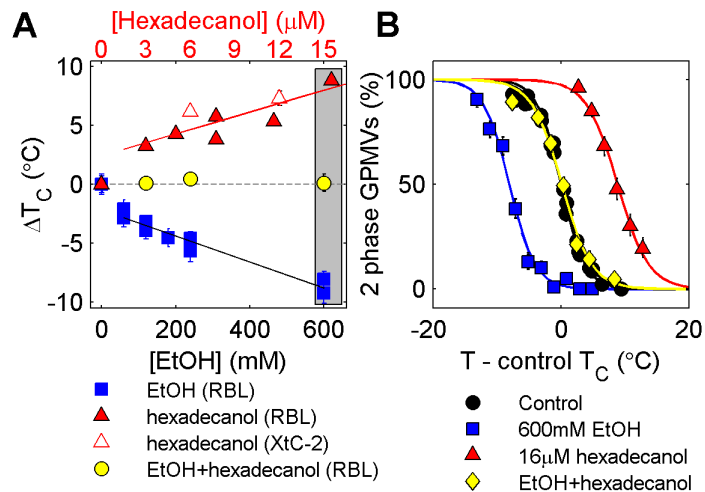 A
[Hexadecanol] (μM)
0 3 6 9 12 15
10
5
0
-5
-10
ΔT_C (°C)
0 200 400 600
[EtOH] (mM)
EtOH (RBL)
hexadecanol (RBL)
hexadecanol (XtC-2)
EtOH+hexadecanol (RBL)
B
100
50
0
2 phase GPMVs (%)
-20 0 20
T - control T_C (°C)
Control
600mM EtOH
16μM hexadecanol
EtOH+hexadecanol